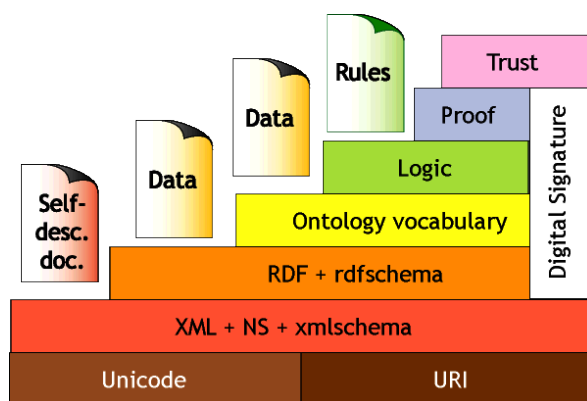 Trust
Rules
Proof
Data
Logic
Digital Signature
Data
Self-
desc.
doc.
Ontology vocabulary
RDF + rdfschema
XML + NS + xmlschema
Unicode
URI